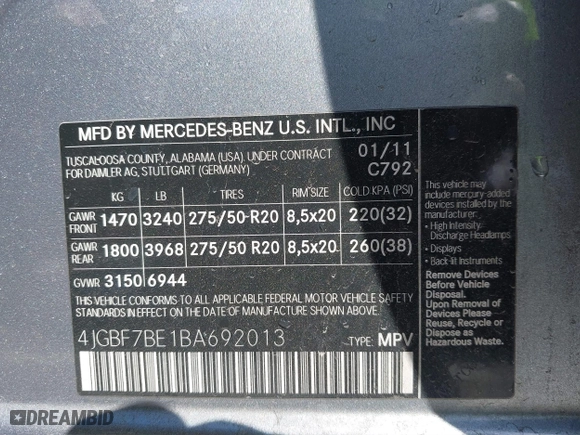 MFD BY MERCEDES-BENZ U.S. INTL., INC
TUSCALOOSA COUNTY, ALABAMA (USA), UNDER CONTRACT
FOR DAIMLER AG, STUTTGART (GERMANY)
01/11
C792
KG LB TIRES RIM SIZE COLD KPA (PSI)
GAWR FRONT 1470 3240 275/50-R20 8,5x20 220(32)
GAWR REAR 1800 3968 275/50 R20 8,5x20 260(38)
GVWR 3150 6944
THIS VEHICLE CONFORMS TO ALL APPLICABLE FEDERAL MOTOR VEHICLE SAFETY
STANDARDS IN EFFECT ON THE DATE OF MANUFACTURE SHOWN ABOVE.
4JGBF7BE1BA692013 TYPE: MPV
This vehicle may
include mercury-added
devices installed by the
manufacturer:
• High Intensity
Discharge Headlamps
• Displays
• Back-lit Instruments
Remove Devices
Before Vehicle
Disposal.
Upon Removal of
Devices Please
Reuse, Recycle or
Dispose as
Hazardous Waste.
DREAMBID